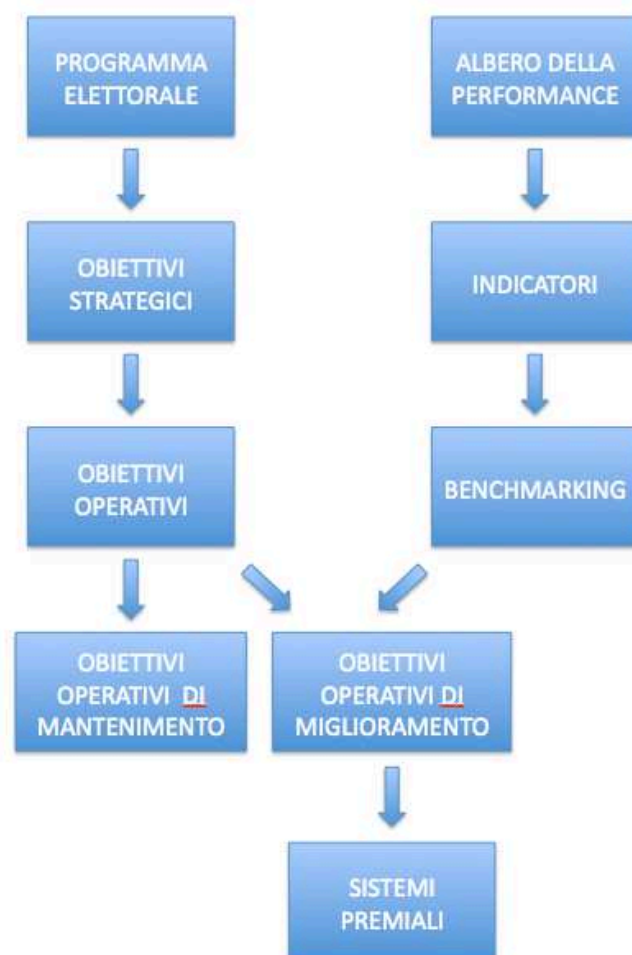 PROGRAMMA
ELETTORALE
ALBERO DELLA
PERFORMANCE
OBIETTIVI
STRATEGICI
INDICATORI
OBIETTIVI
OPERATIVI
BENCHMARKING
OBIETTIVI
OPERATIVI DI
MANTENIMENTO
OBIETTIVI
OPERATIVI DI
MIGLIORAMENTO
SISTEMI
PREMIALI